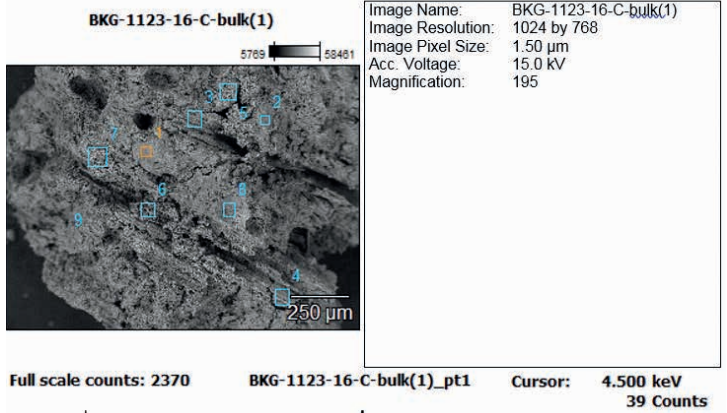 BKG-1123-16-C-bulk(1)
5769 58461
3
2
5
7
1
6
8
9
4
250 µm
Image Name: BKG-1123-16-C-bulk(1)
Image Resolution: 1024 by 768
Image Pixel Size: 1.50 µm
Acc. Voltage: 15.0 kV
Magnification: 195
Full scale counts: 2370 BKG-1123-16-C-bulk(1)_pt1 Cursor: 4.500 keV
39 Counts